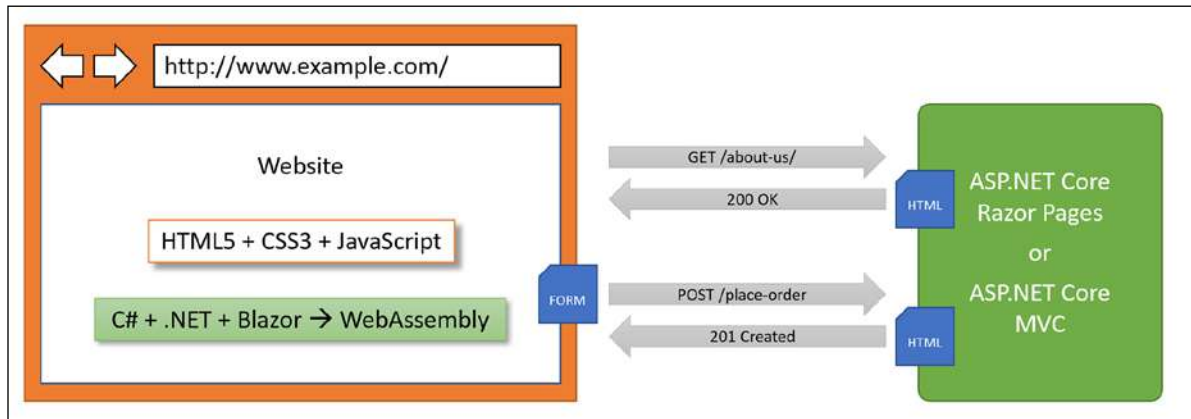 http://www.example.com/
Website
HTML5 + CSS3 + JavaScript
C# + .NET + Blazor → WebAssembly
FORM
GET /about-us/
200 OK
POST /place-order
201 Created
HTML
HTML
ASP.NET Core
Razor Pages
or
ASP.NET Core
MVC